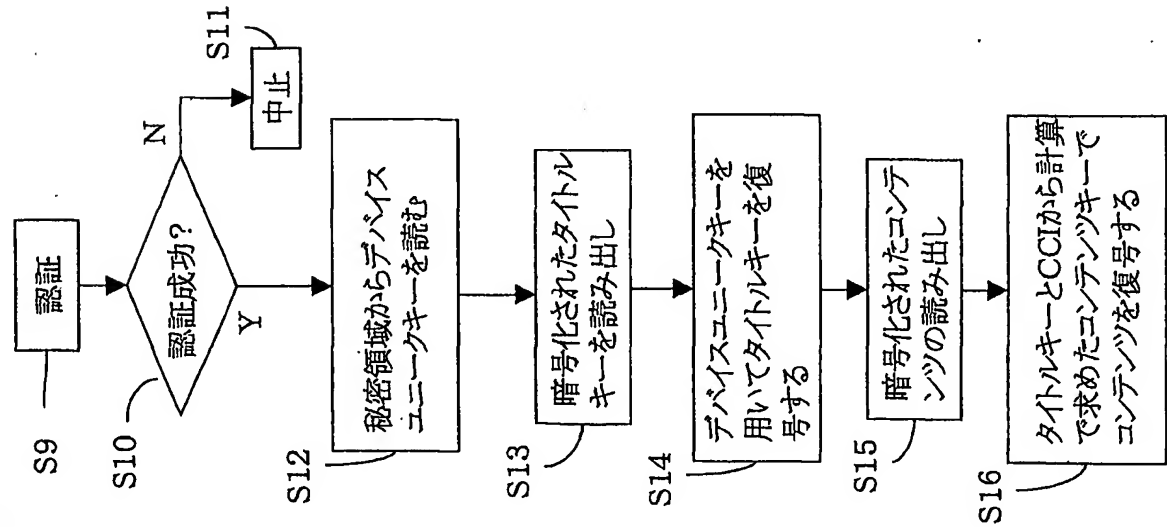 S9
認証
S10
認証成功?
N
S11
中止
Y
S12
秘密領域からデバイス
ユニークキーを読む
S13
暗号化されたタイトル
キーを読み出し
S14
デバイスユニークキーを
用いてタイトルキーを復
号する
S15
暗号化されたコンテ
ンツの読み出し
S16
タイトルキーとCCIから計算
で求めたコンテンツキーで
コンテンツを復号する